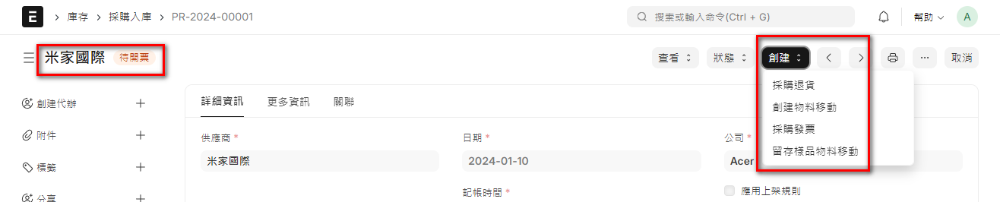 E > 庫存 > 採購入庫 > PR-2024-00001 搜索或輸入命令(Ctrl + G) 幫助 A
米家國際 待開票 查看 狀態 創建 ... 取消
採購退貨
創建物料移動
採購發票
留存樣品物料移動
創建代辦 +
附件 +
標籤 +
分享 +
詳細資訊 更多資訊 關聯
供應商 * 日期 * 公司 *
米家國際 2024-01-10 Acer
記帳時間 * 應用上架規則